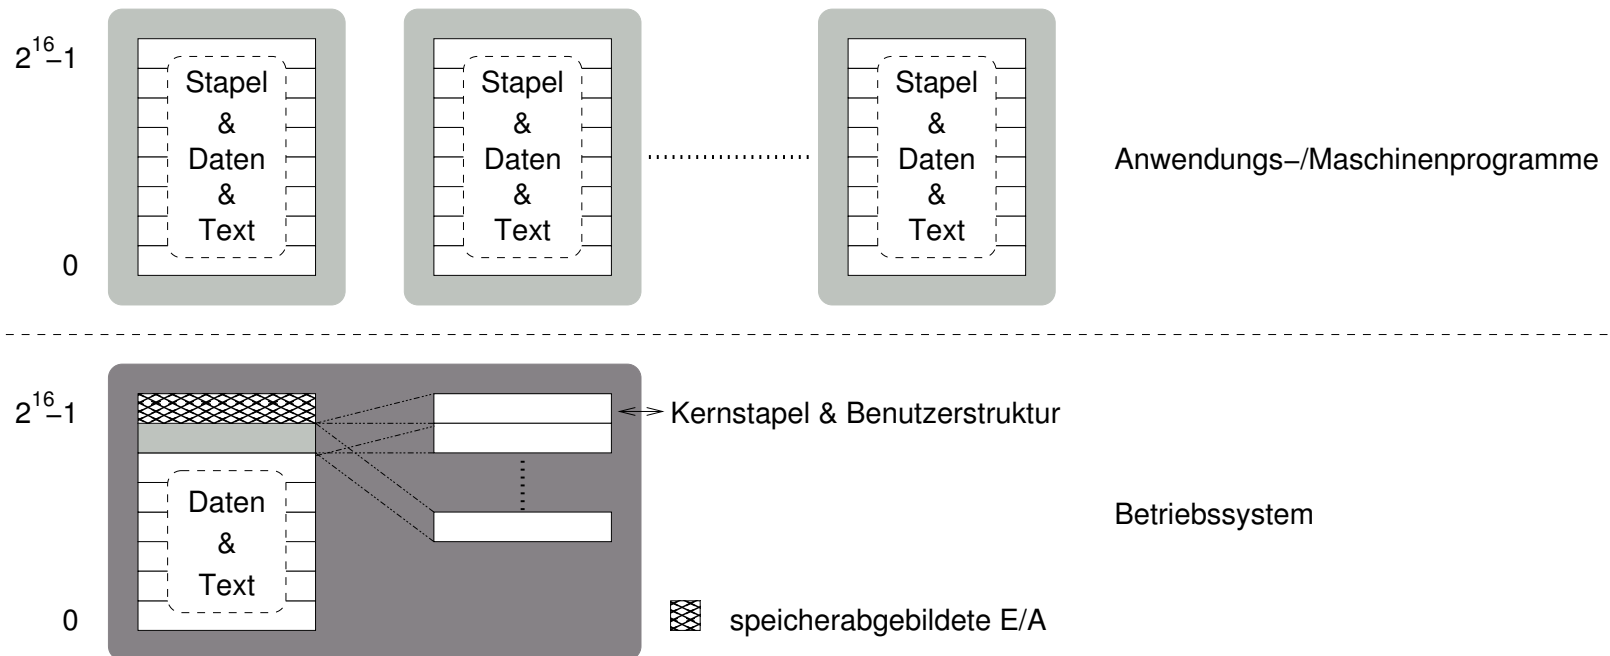 2^16–1
0
Stapel
&
Daten
&
Text
Stapel
&
Daten
&
Text
Stapel
&
Daten
&
Text
Anwendungs–/Maschinenprogramme
2^16–1
0
Daten
&
Text
Kernstapel & Benutzerstruktur
Betriebssystem
speicherabgebildete E/A